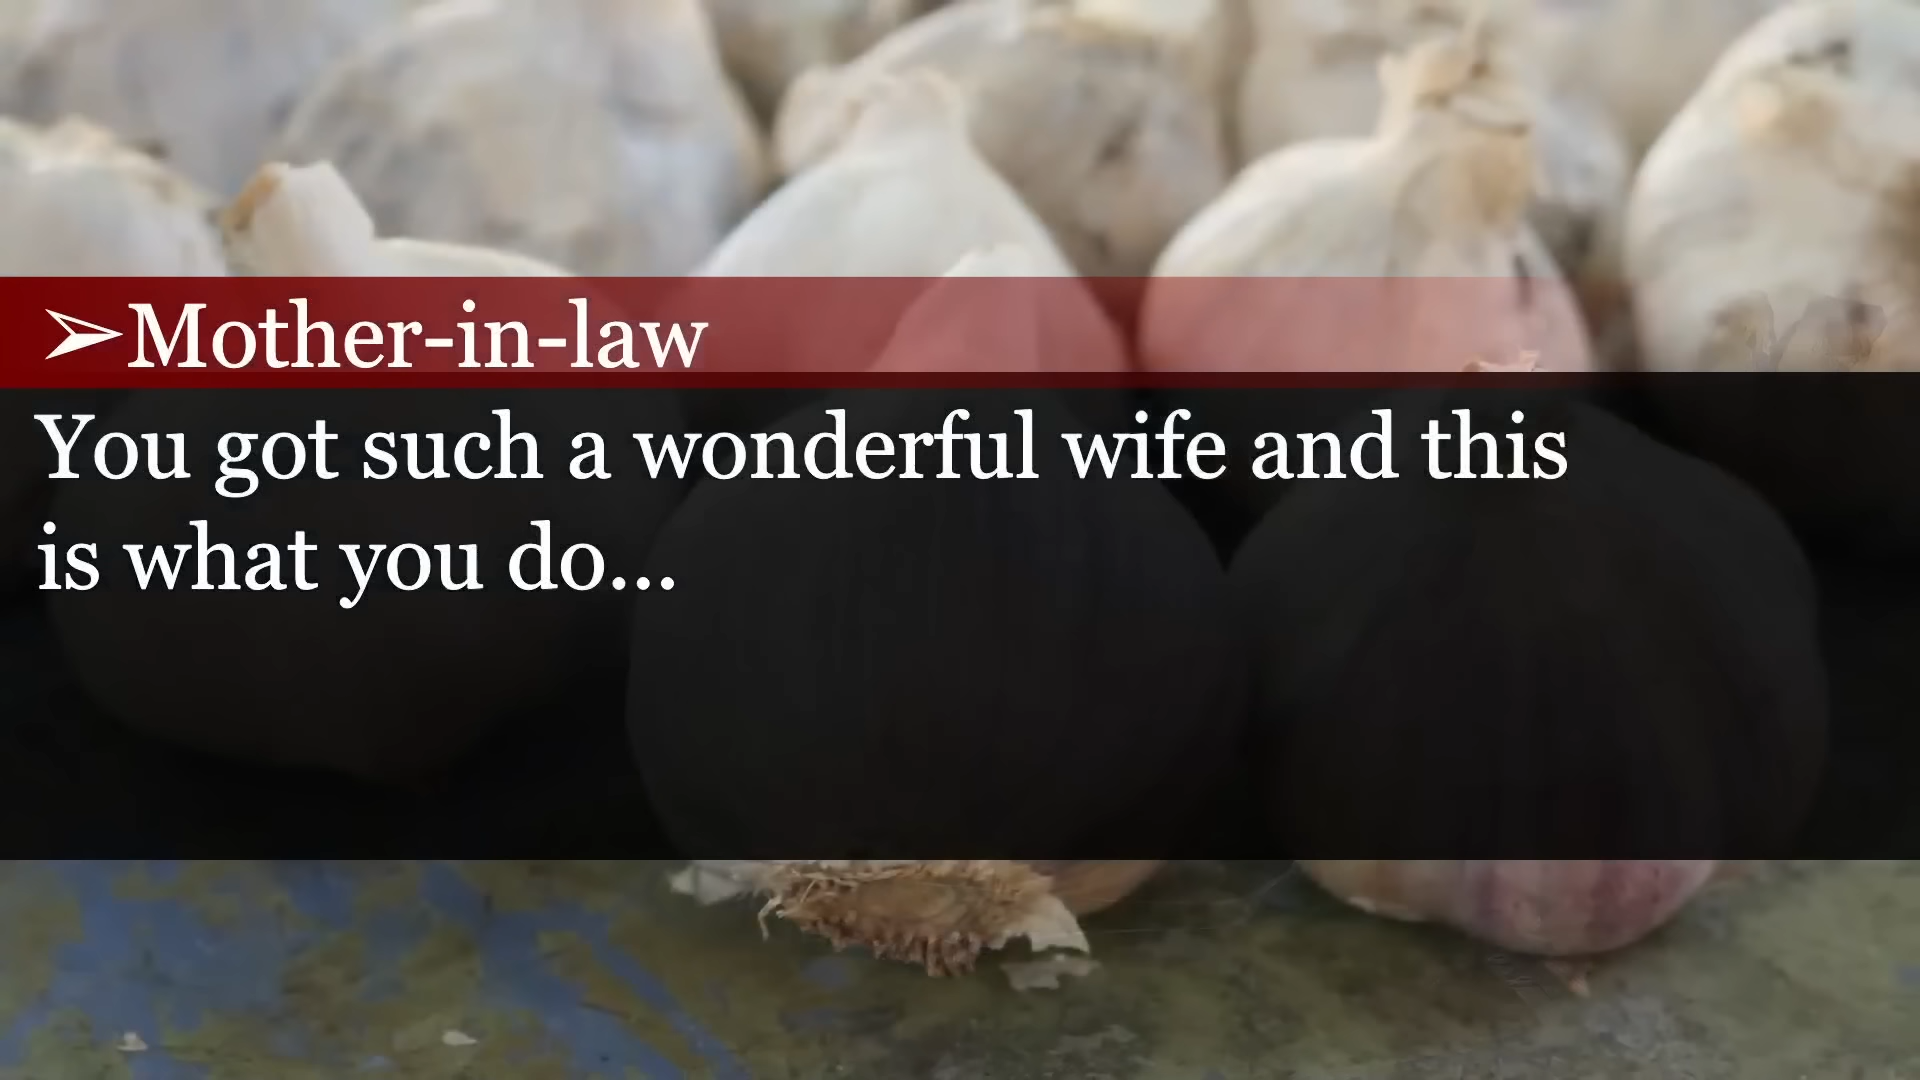 ➢Mother-in-law
You got such a wonderful wife and this
is what you do...